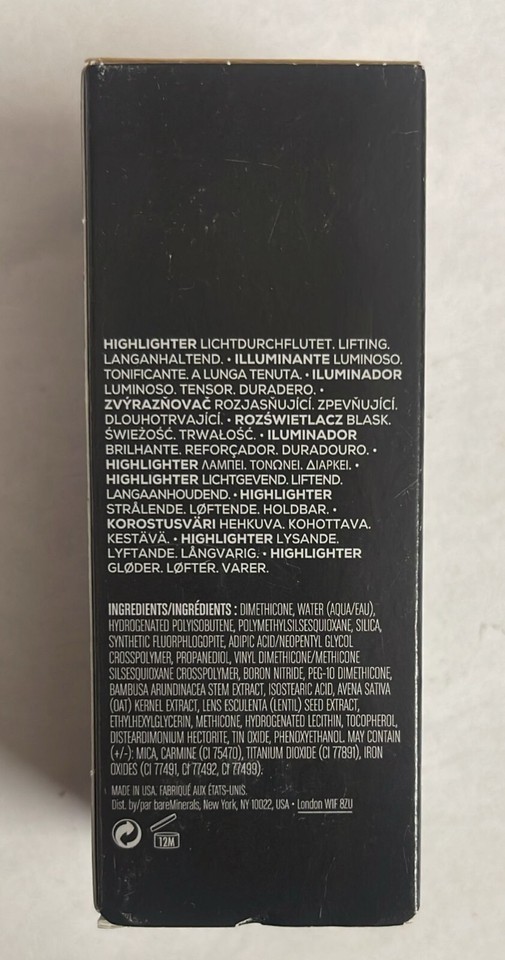 HIGHLIGHTER LICHTDURCHFLUTET. LIFTING.
LANGANHALTEND. • ILLUMINANTE LUMINOSO.
TONIFICANTE. A LUNGA TENUTA. • ILUMINADOR
LUMINOSO. TENSOR. DURADERO. •
ZVÝRAZŇOVAČ ROZJASŇUJÍCÍ. ZPEVŇUJÍCÍ.
DLOUHOTRVAJÍCÍ. • ROZŚWIETLACZ BLASK.
ŚWIEŻOŚĆ. TRWAŁOŚĆ. • ILUMINADOR
BRILHANTE. REFORÇADOR. DURADOURO. •
HIGHLIGHTER ΛΑΜΠΕΙ. ΤΟΝΩΝΕΙ. ΔΙΑΡΚΕΙ. •
HIGHLIGHTER LICHTGEVEND. LIFTEND.
LANGAANHOUDEND. • HIGHLIGHTER
STRÅLENDE. LØFTENDE. HOLDBAR. •
KOROSTUSVÄRI HEHKUVA. KOHOTTAVA.
KESTÄVÄ. • HIGHLIGHTER LYSANDE.
LYFTANDE. LÅNGVARIG. • HIGHLIGHTER
GLØDER. LØFTER. VARER.
INGREDIENTS/INGRÉDIENTS : DIMETHICONE, WATER (AQUA/EAU),
HYDROGENATED POLYISOBUTENE, POLYMETHYLSILSESQUIOXANE, SILICA,
SYNTHETIC FLUORPHLOGOPITE, ADIPIC ACID/NEOPENTYL GLYCOL
CROSSPOLYMER, PROPANEDIOL, VINYL DIMETHICONE/METHICONE
SILSESQUIOXANE CROSSPOLYMER, BORON NITRIDE, PEG-10 DIMETHICONE,
BAMBUSA ARUNDINACEA STEM EXTRACT, ISOSTEARIC ACID, AVENA SATIVA
(OAT) KERNEL EXTRACT, LENS ESCULENTA (LENTIL) SEED EXTRACT,
ETHYLHEXYLGLYCERIN, METHICONE, HYDROGENATED LECITHIN, TOCOPHEROL,
DISTEARDIMONIUM HECTORITE, TIN OXIDE, PHENOXYETHANOL. MAY CONTAIN
(+/-): MICA, CARMINE (CI 75470), TITANIUM DIOXIDE (CI 77891), IRON
OXIDES (CI 77491, CI 77492, CI 77499).
MADE IN USA. FABRIQUÉ AUX ÉTATS-UNIS.
Dist. by/par bareMinerals, New York, NY 10022, USA • London W1F 8ZU
12M